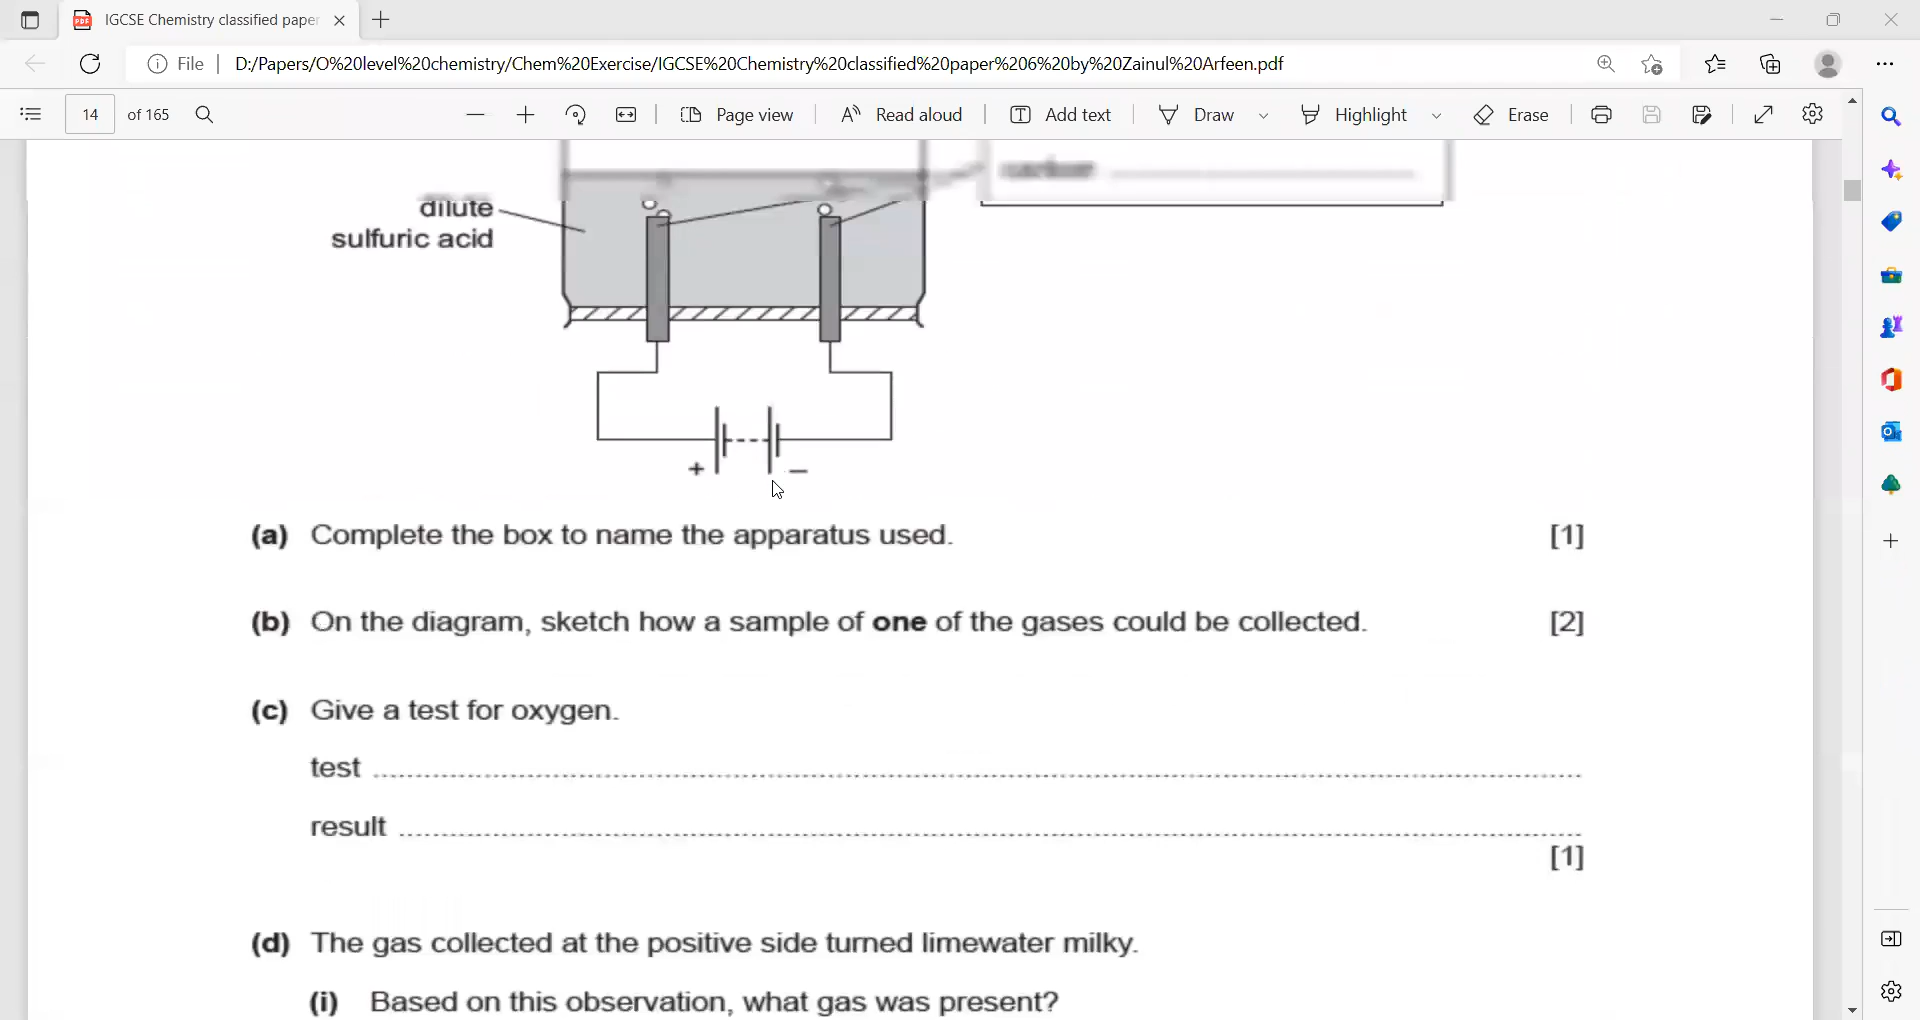 IGCSE Chemistry classified paper
File
D:/Papers/O%20level%20chemistry/Chem%20Exercise/IGCSE%20Chemistry%20classified%20paper%206%20by%20Zainul%20Arfeen.pdf
14 of 165
Page view
Read aloud
Add text
Draw
Highlight
Erase
dilute
sulfuric acid
+ −
(a) Complete the box to name the apparatus used. [1]
(b) On the diagram, sketch how a sample of one of the gases could be collected. [2]
(c) Give a test for oxygen.
test
result
[1]
(d) The gas collected at the positive side turned limewater milky.
(i) Based on this observation, what gas was present?